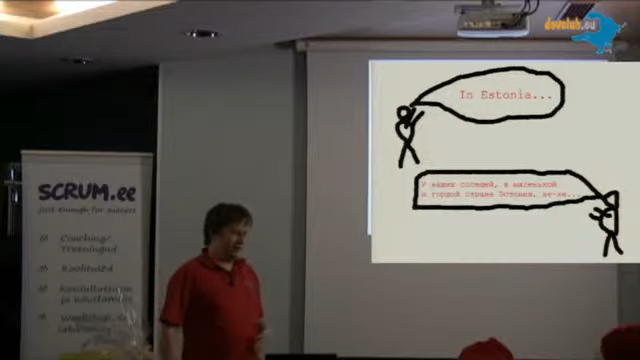 devclub.eu
In Estonia...
У наших соседей, в маленькой
и гордой стране Эстония, хе-хе...
SCRUM.ee
just enough for success
Coaching/
Treeningud
Koolitused
Konsultatsioon
ja nõustamine